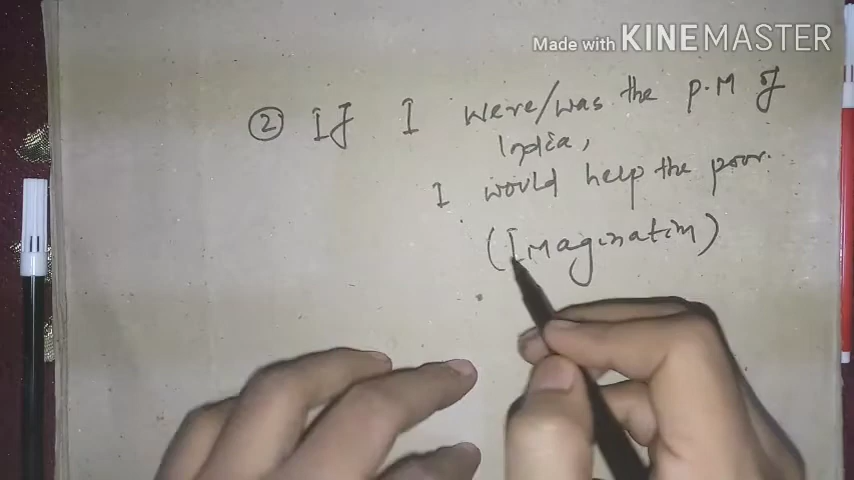 Made with KINEMASTER
② If I were/was the P.M of
India,
I would help the poor.
(Imagination)